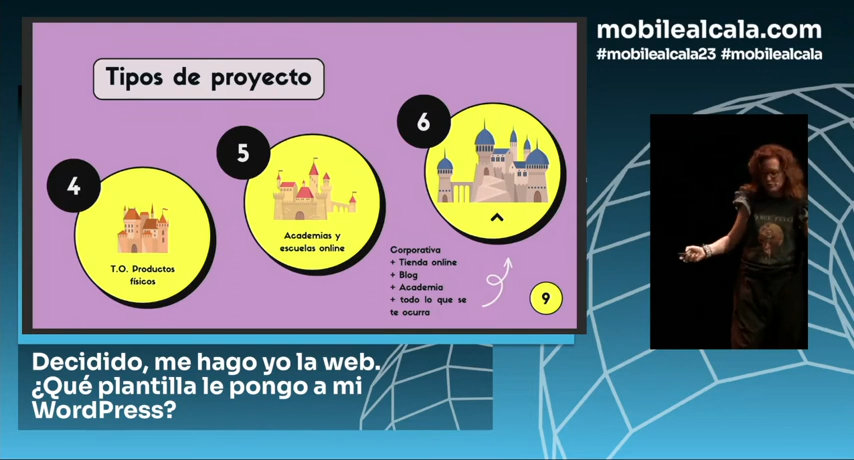 mobilealcala.com
#mobilealcala23 #mobilealcala
Tipos de proyecto
4
T.O. Productos
físicos
5
Academias y
escuelas online
6
Corporativa
+ Tienda online
+ Blog
+ Academia
+ todo lo que se
te ocurra
9
Decidido, me hago yo la web.
¿Qué plantilla le pongo a mi
WordPress?